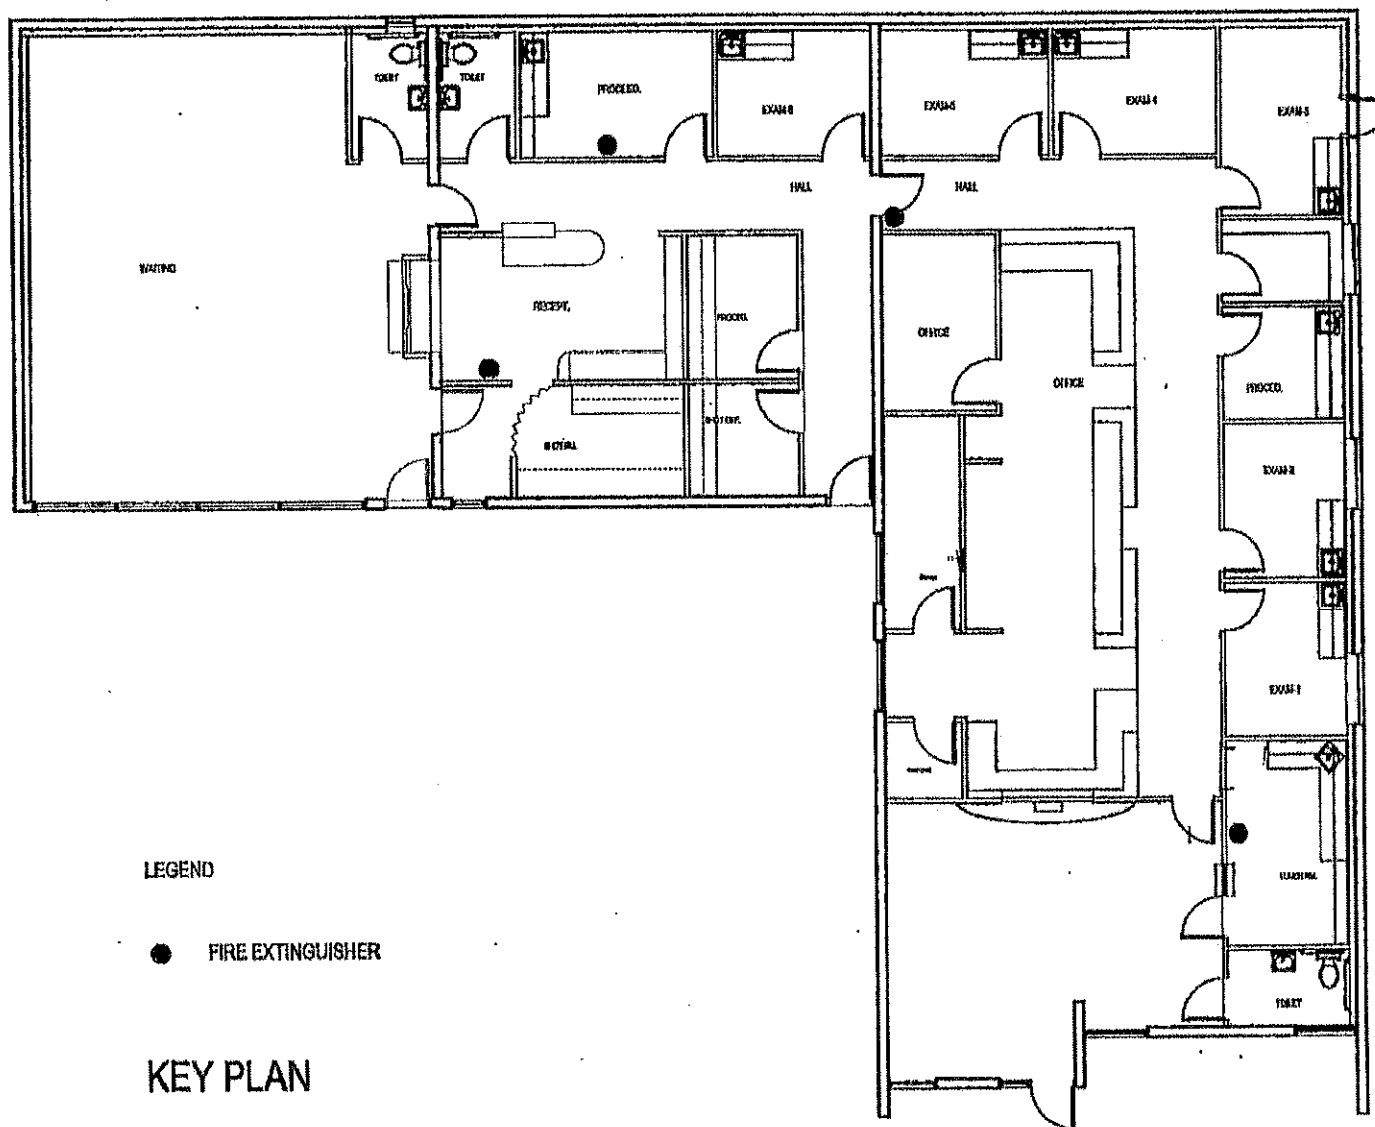 TOILET
TOILET
PROCED.
EXAM-6
EXAM-5
EXAM-4
EXAM-3
HALL
HALL
WAITING
RECEPT.
PROCED.
OFFICE
OFFICE
PROCED.
EXAM-2
EXAM-1
LEGEND
FIRE EXTINGUISHER
TOILET
KEY PLAN